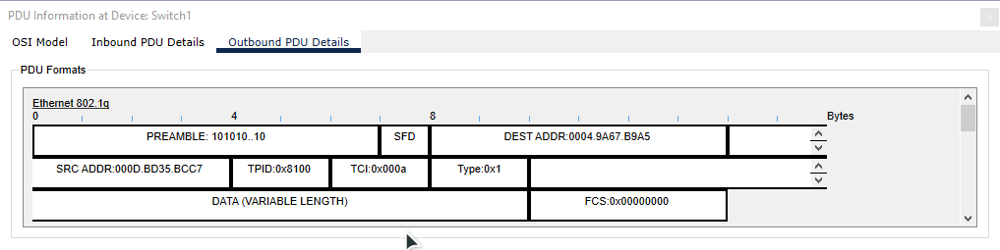 PDU Information at Device: Switch1
x
OSI Model Inbound PDU Details Outbound PDU Details
PDU Formats
Ethernet 802.1q
0 4 8 Bytes
PREAMBLE: 101010..10 SFD DEST ADDR:0004.9A67.B9A5
SRC ADDR:000D.BD35.BCC7 TPID:0x8100 TCI:0x000a Type:0x1
DATA (VARIABLE LENGTH) FCS:0x00000000